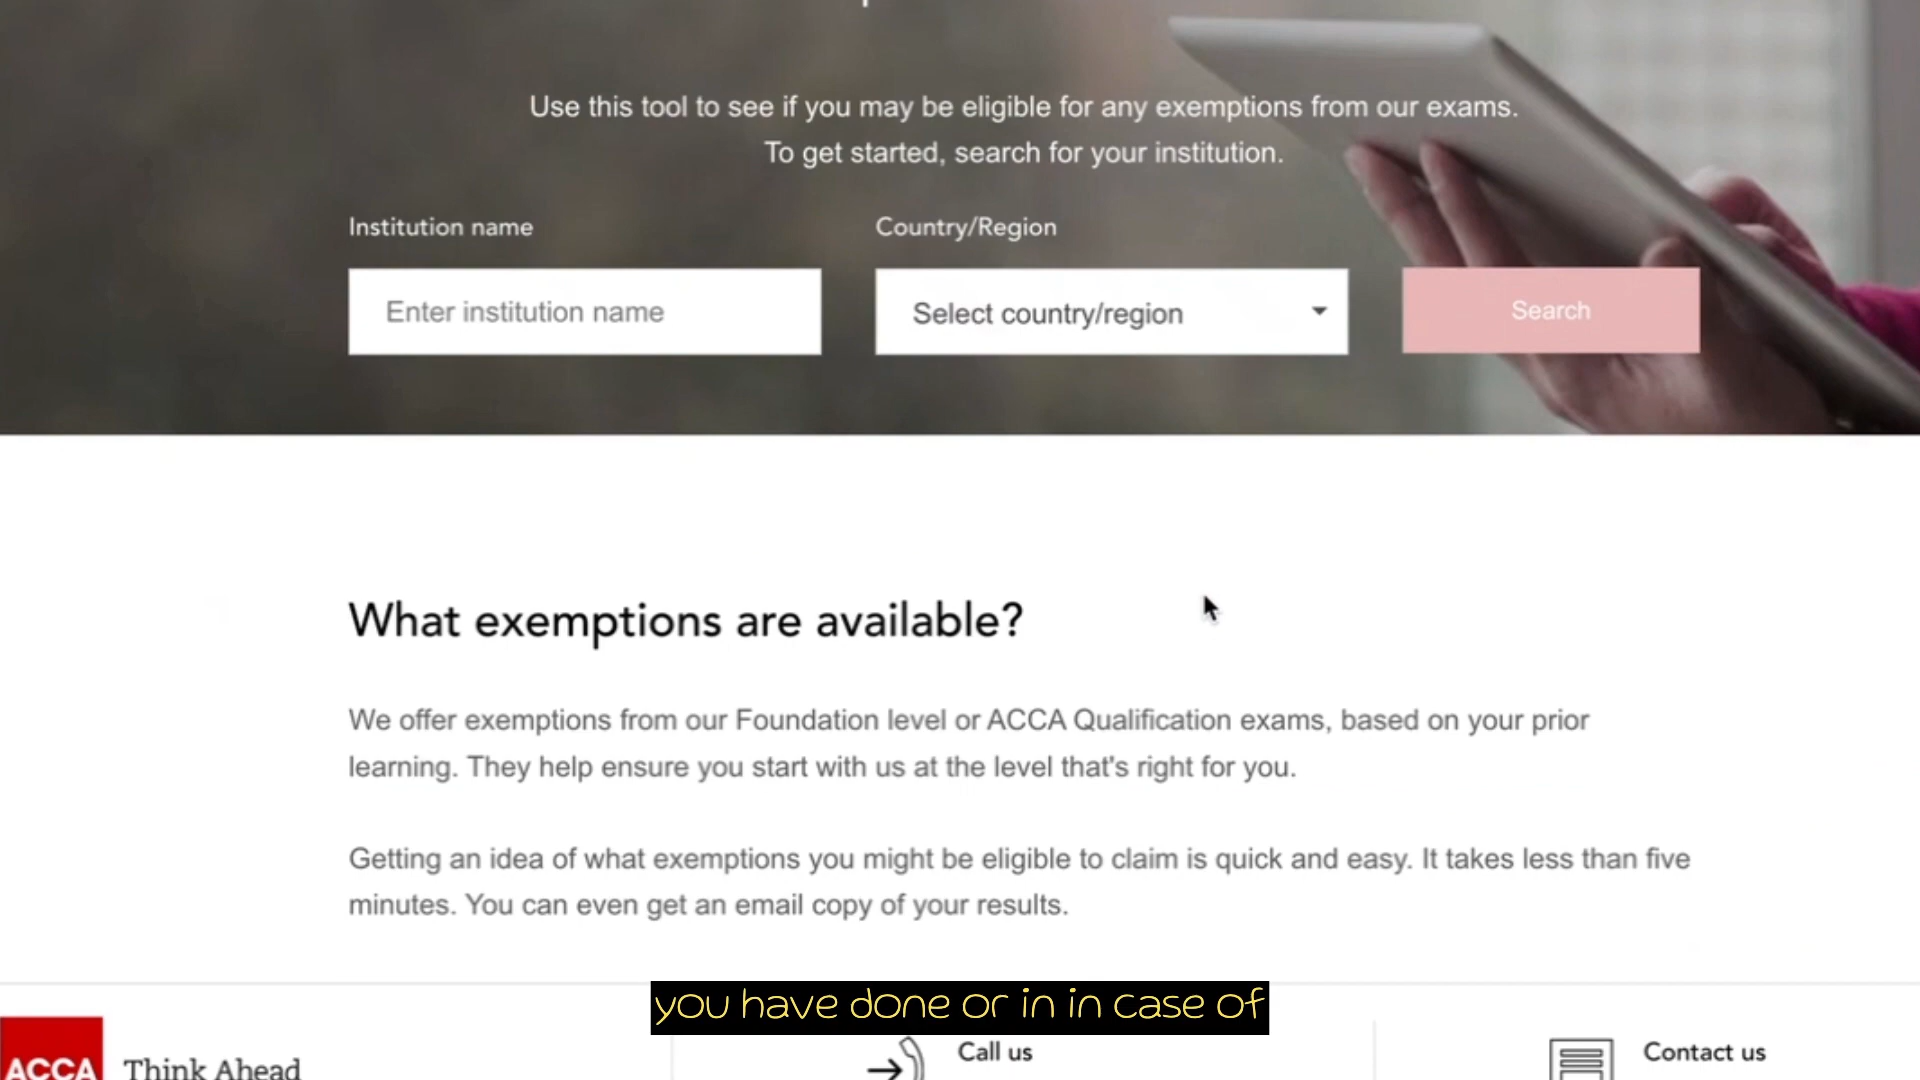 Use this tool to see if you may be eligible for any exemptions from our exams.
To get started, search for your institution.
Institution name
Country/Region
Enter institution name
Select country/region
Search
What exemptions are available?
We offer exemptions from our Foundation level or ACCA Qualification exams, based on your prior
learning. They help ensure you start with us at the level that's right for you.
Getting an idea of what exemptions you might be eligible to claim is quick and easy. It takes less than five
minutes. You can even get an email copy of your results.
you have done or in in case of
ACCA
Think Ahead
Call us
Contact us